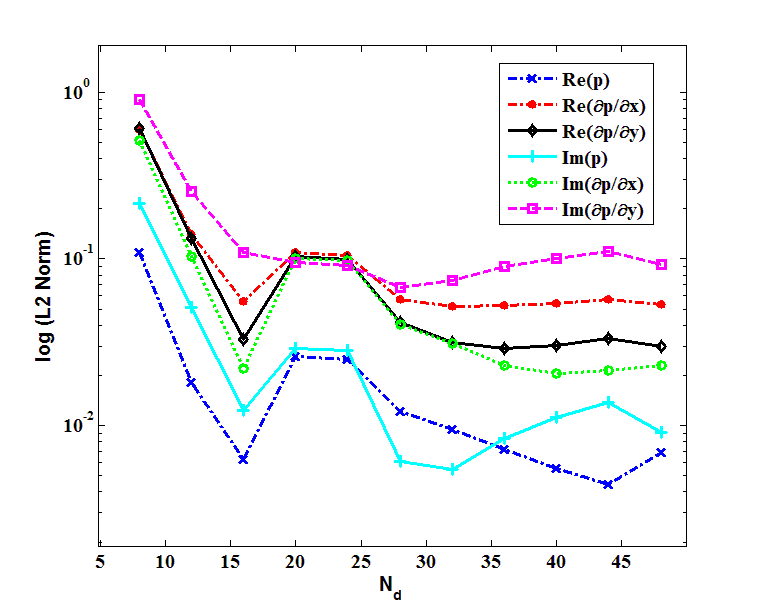 Re(p)
Re(∂p/∂x)
Re(∂p/∂y)
Im(p)
Im(∂p/∂x)
Im(∂p/∂y)
10^0
10^-1
10^-2
log (L2 Norm)
5 10 15 20 25 30 35 40 45
N_d